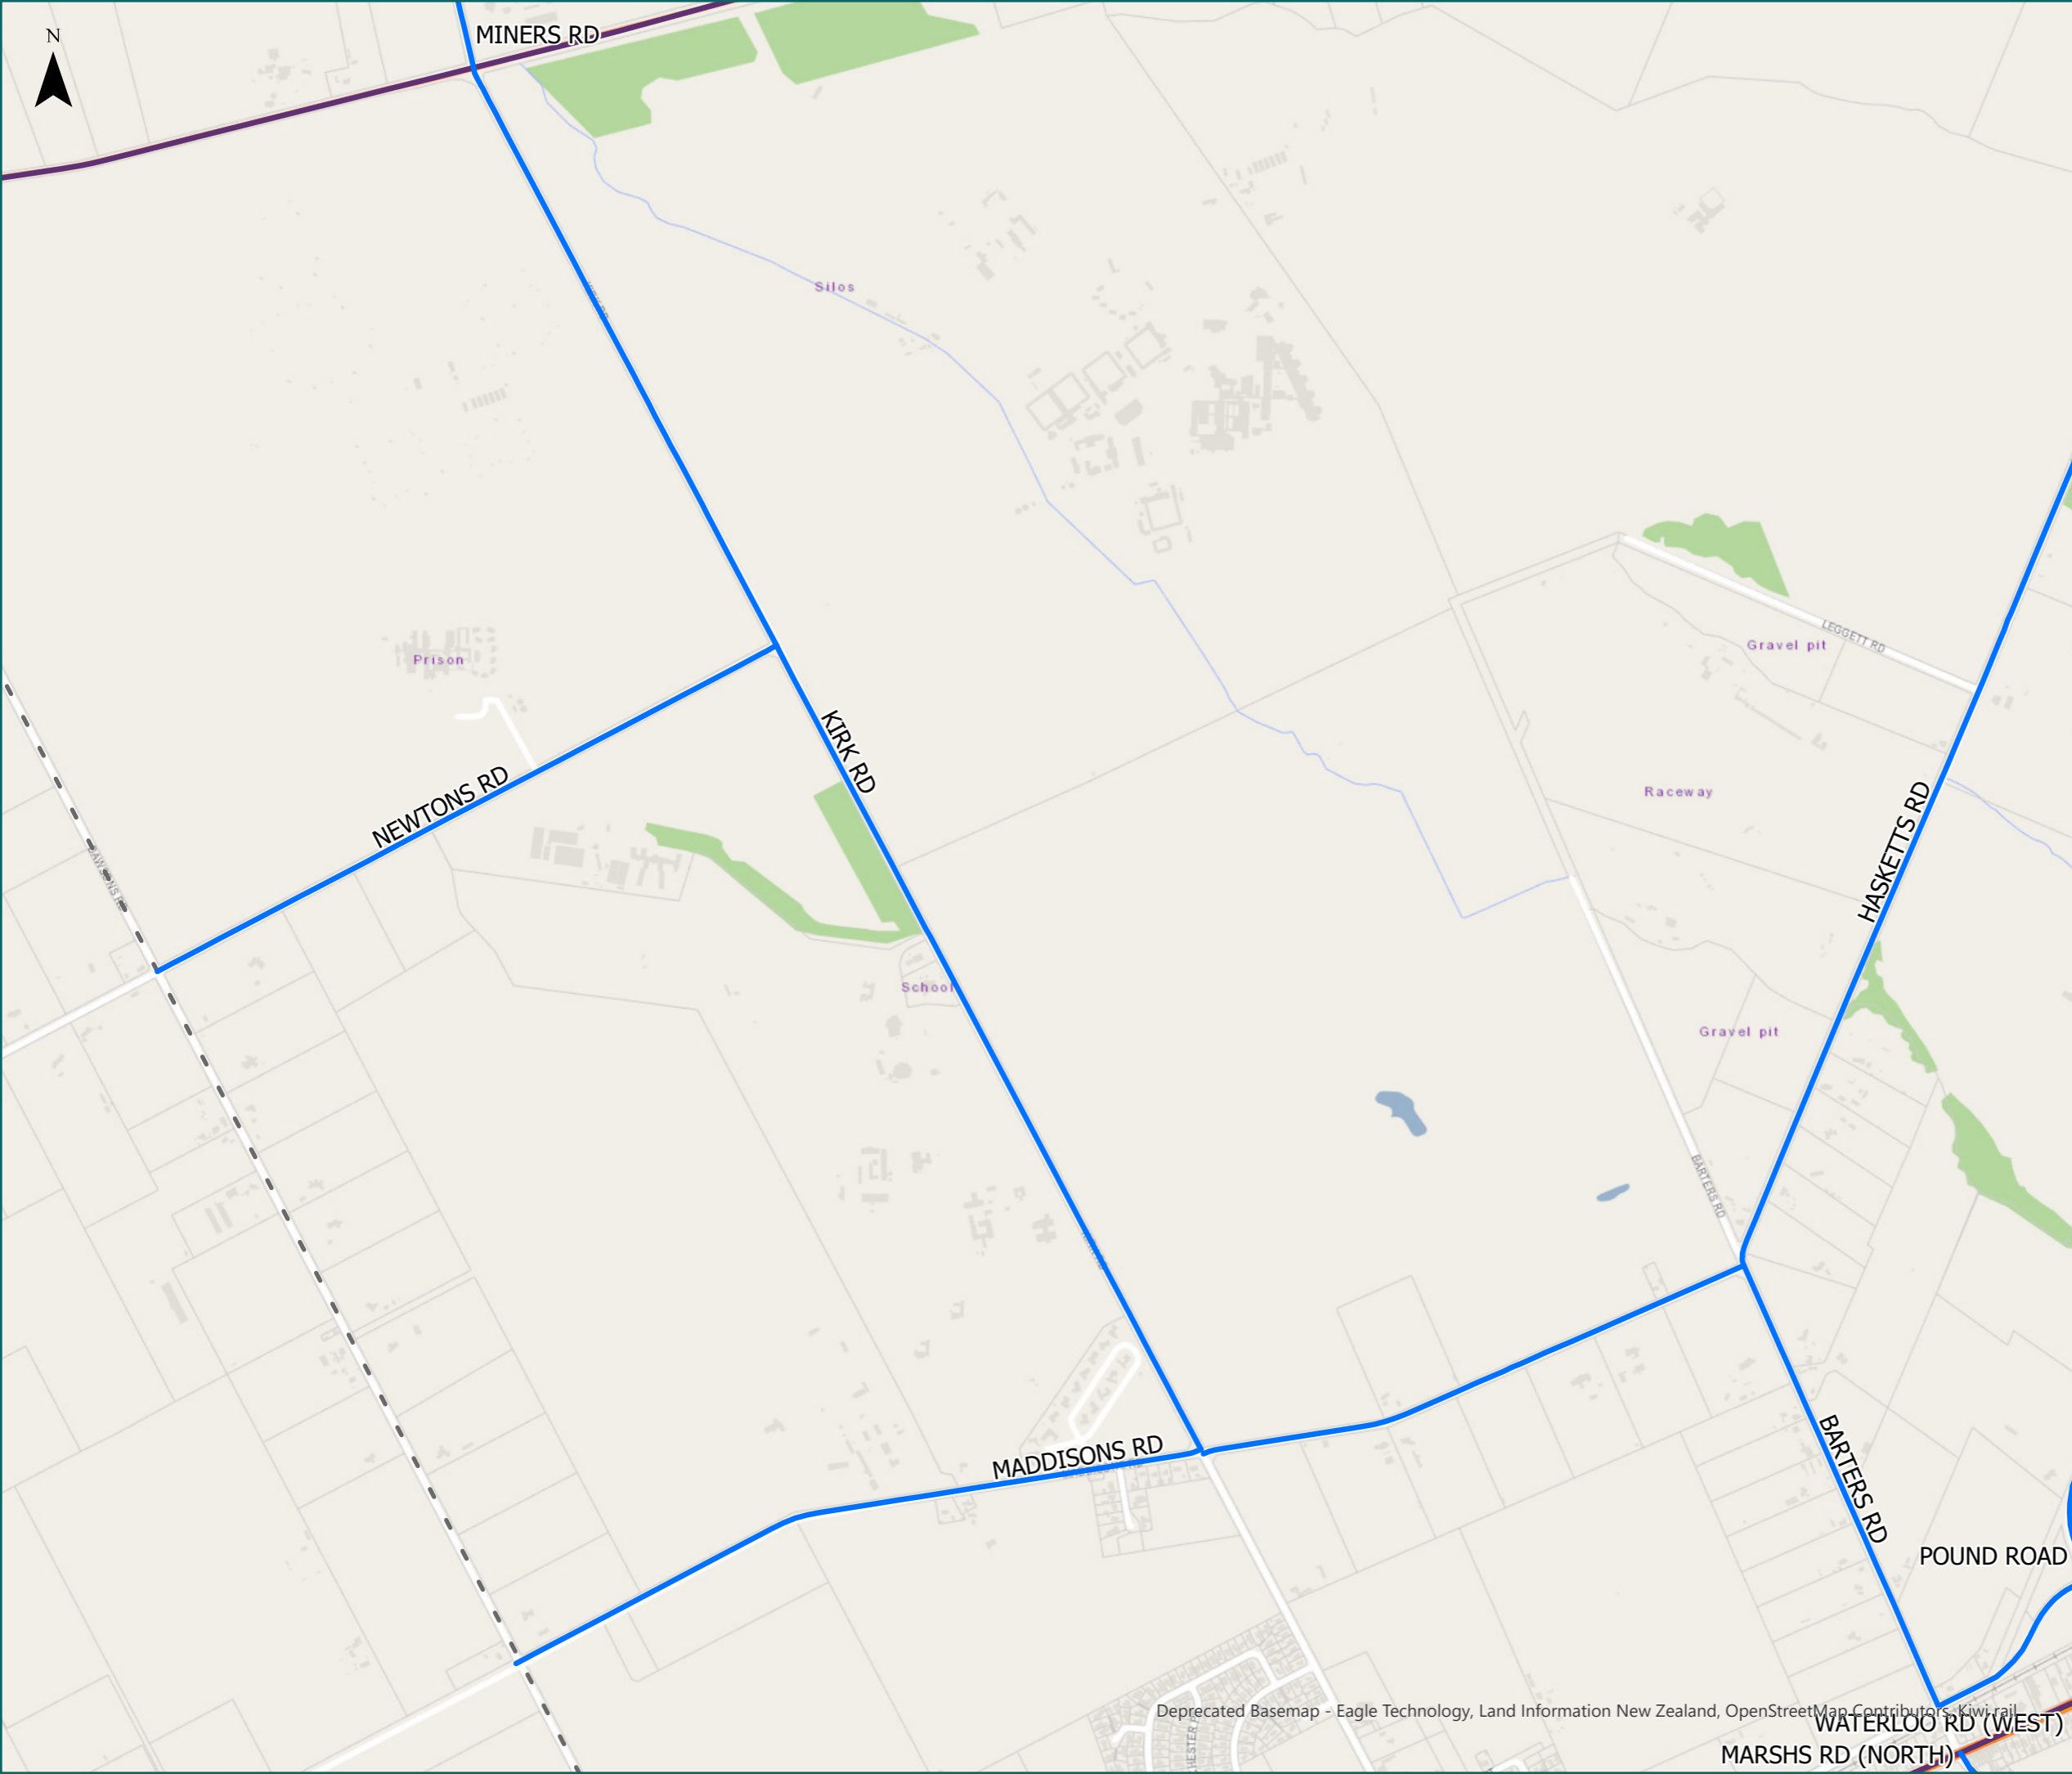 N
MINERS RD
Silos
LEGGETT RD
Gravel pit
Prison
KIRK RD
NEWTONS RD
Raceway
HASKETTS RD
School
Gravel pit
BARTERS RD
MADDISONS RD
BARTERS RD
POUND ROAD
Deprecated Basemap - Eagle Technology, Land Information New Zealand, OpenStreetMap Contributors, Kiwi rail
WATERLOO RD (WEST)
MARSHS RD (NORTH)